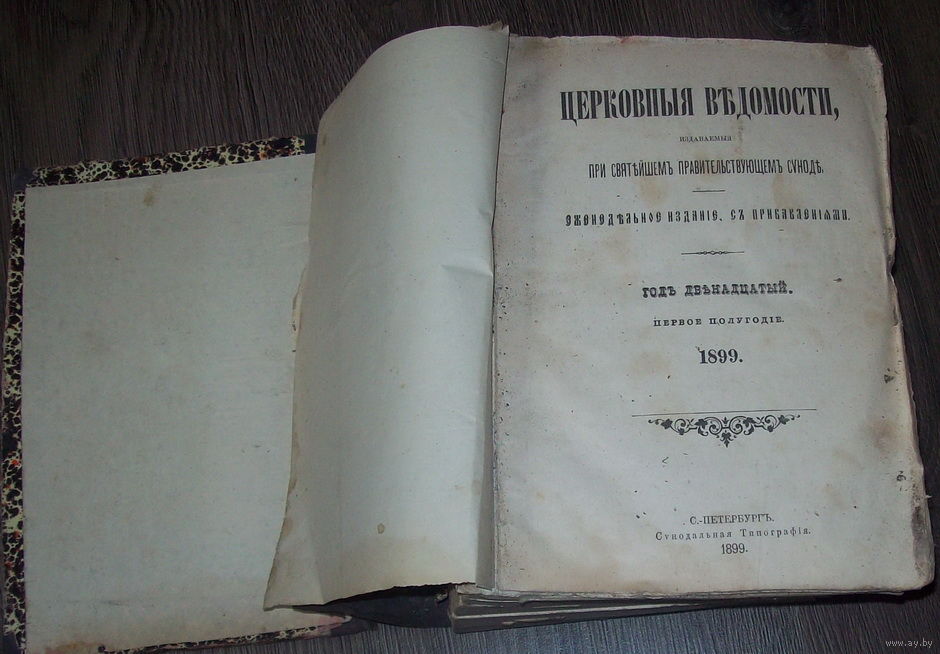 ЦЕРКОВНЫЯ ВѢДОМОСТИ,
ИЗДАВАЕМЫЯ
ПРИ СВЯТѢЙШЕМЪ ПРАВИТЕЛЬСТВУЮЩЕМЪ СѴНОДѢ.
ЕЖЕНЕДѢЛЬНОЕ ИЗДАНІЕ, СЪ ПРИБАВЛЕНІЯМИ.
ГОДЪ ДВѢНАДЦАТЫЙ.
ПЕРВОЕ ПОЛУГОДІЕ.
1899.
С.-ПЕТЕРБУРГЪ.
Сѵнодальная Типографія.
1899.
www.ay.by